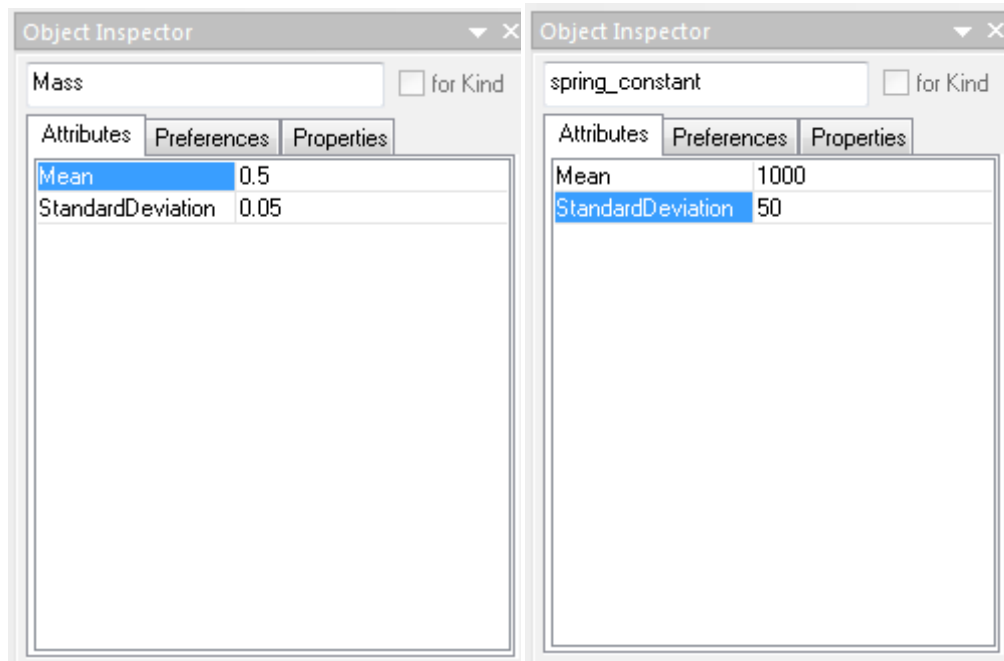 Object Inspector
Mass
for Kind
Attributes Preferences Properties
Mean 0.5
StandardDeviation 0.05
Object Inspector
spring_constant
for Kind
Attributes Preferences Properties
Mean 1000
StandardDeviation 50